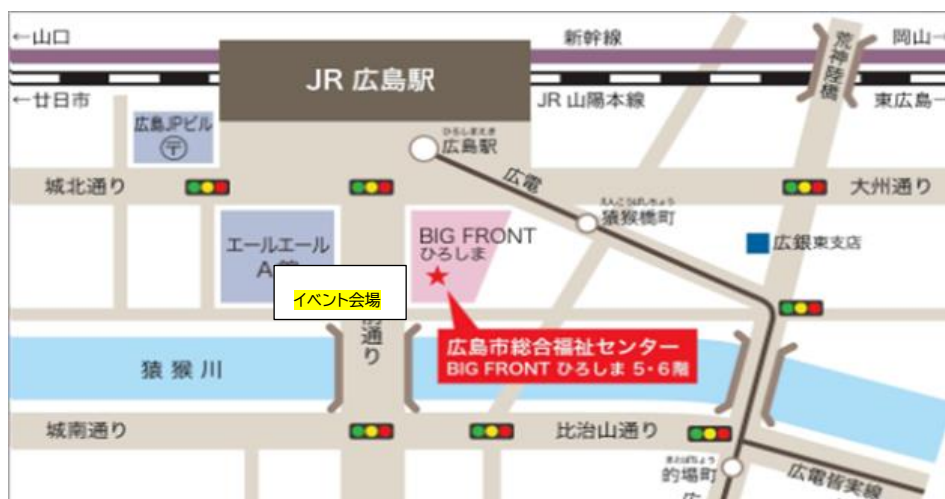 ←山口
新幹線
岡山→
荒神陸橋
JR 広島駅
←廿日市
JR 山陽本線
東広島→
広島JPビル
〒
ひろしまえき
広島駅
広電
城北通り
大州通り
えんこうばしちょう
猿猴橋町
エールエール
A
BIG FRONT
ひろしま
広銀東支店
イベント会場
通り
広島市総合福祉センター
BIG FRONT ひろしま 5・6階
猿猴川
城南通り
比治山通り
まとばちょう
的場町
広電皆実線